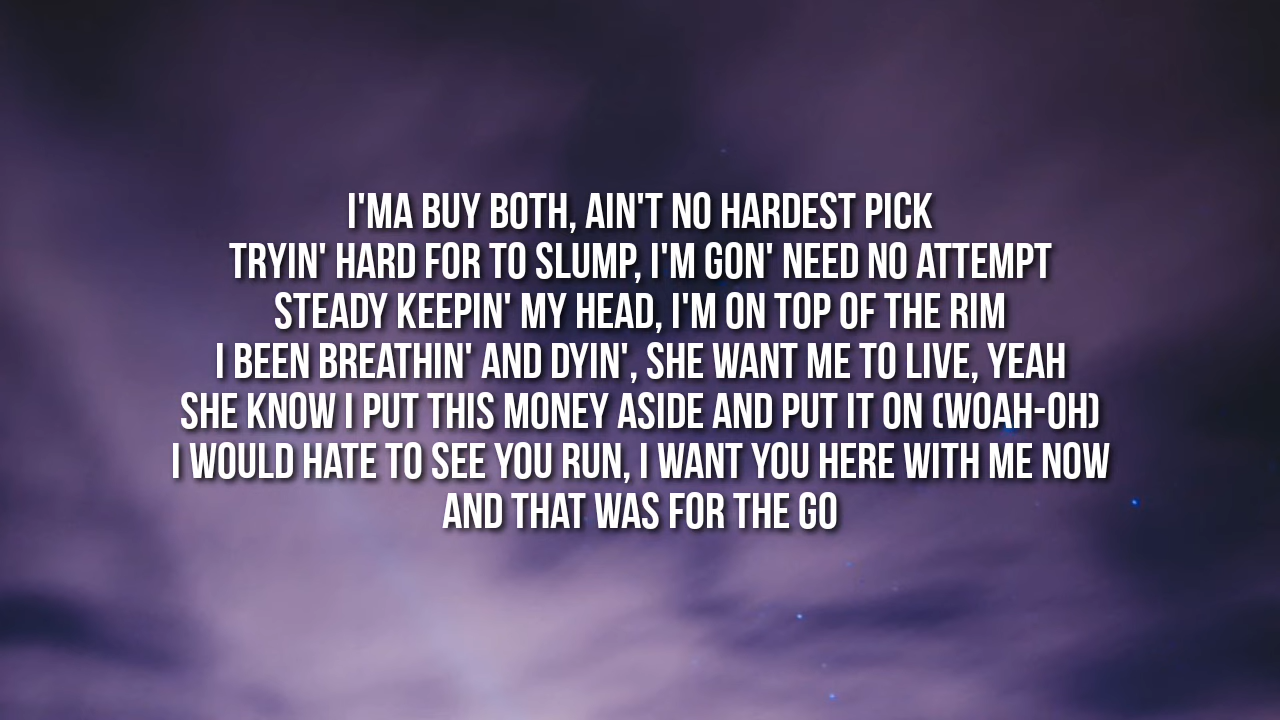 I'MA BUY BOTH, AIN'T NO HARDEST PICK
TRYIN' HARD FOR TO SLUMP, I'M GON' NEED NO ATTEMPT
STEADY KEEPIN' MY HEAD, I'M ON TOP OF THE RIM
I BEEN BREATHIN' AND DYIN', SHE WANT ME TO LIVE, YEAH
SHE KNOW I PUT THIS MONEY ASIDE AND PUT IT ON (WOAH-OH)
I WOULD HATE TO SEE YOU RUN, I WANT YOU HERE WITH ME NOW
AND THAT WAS FOR THE GO